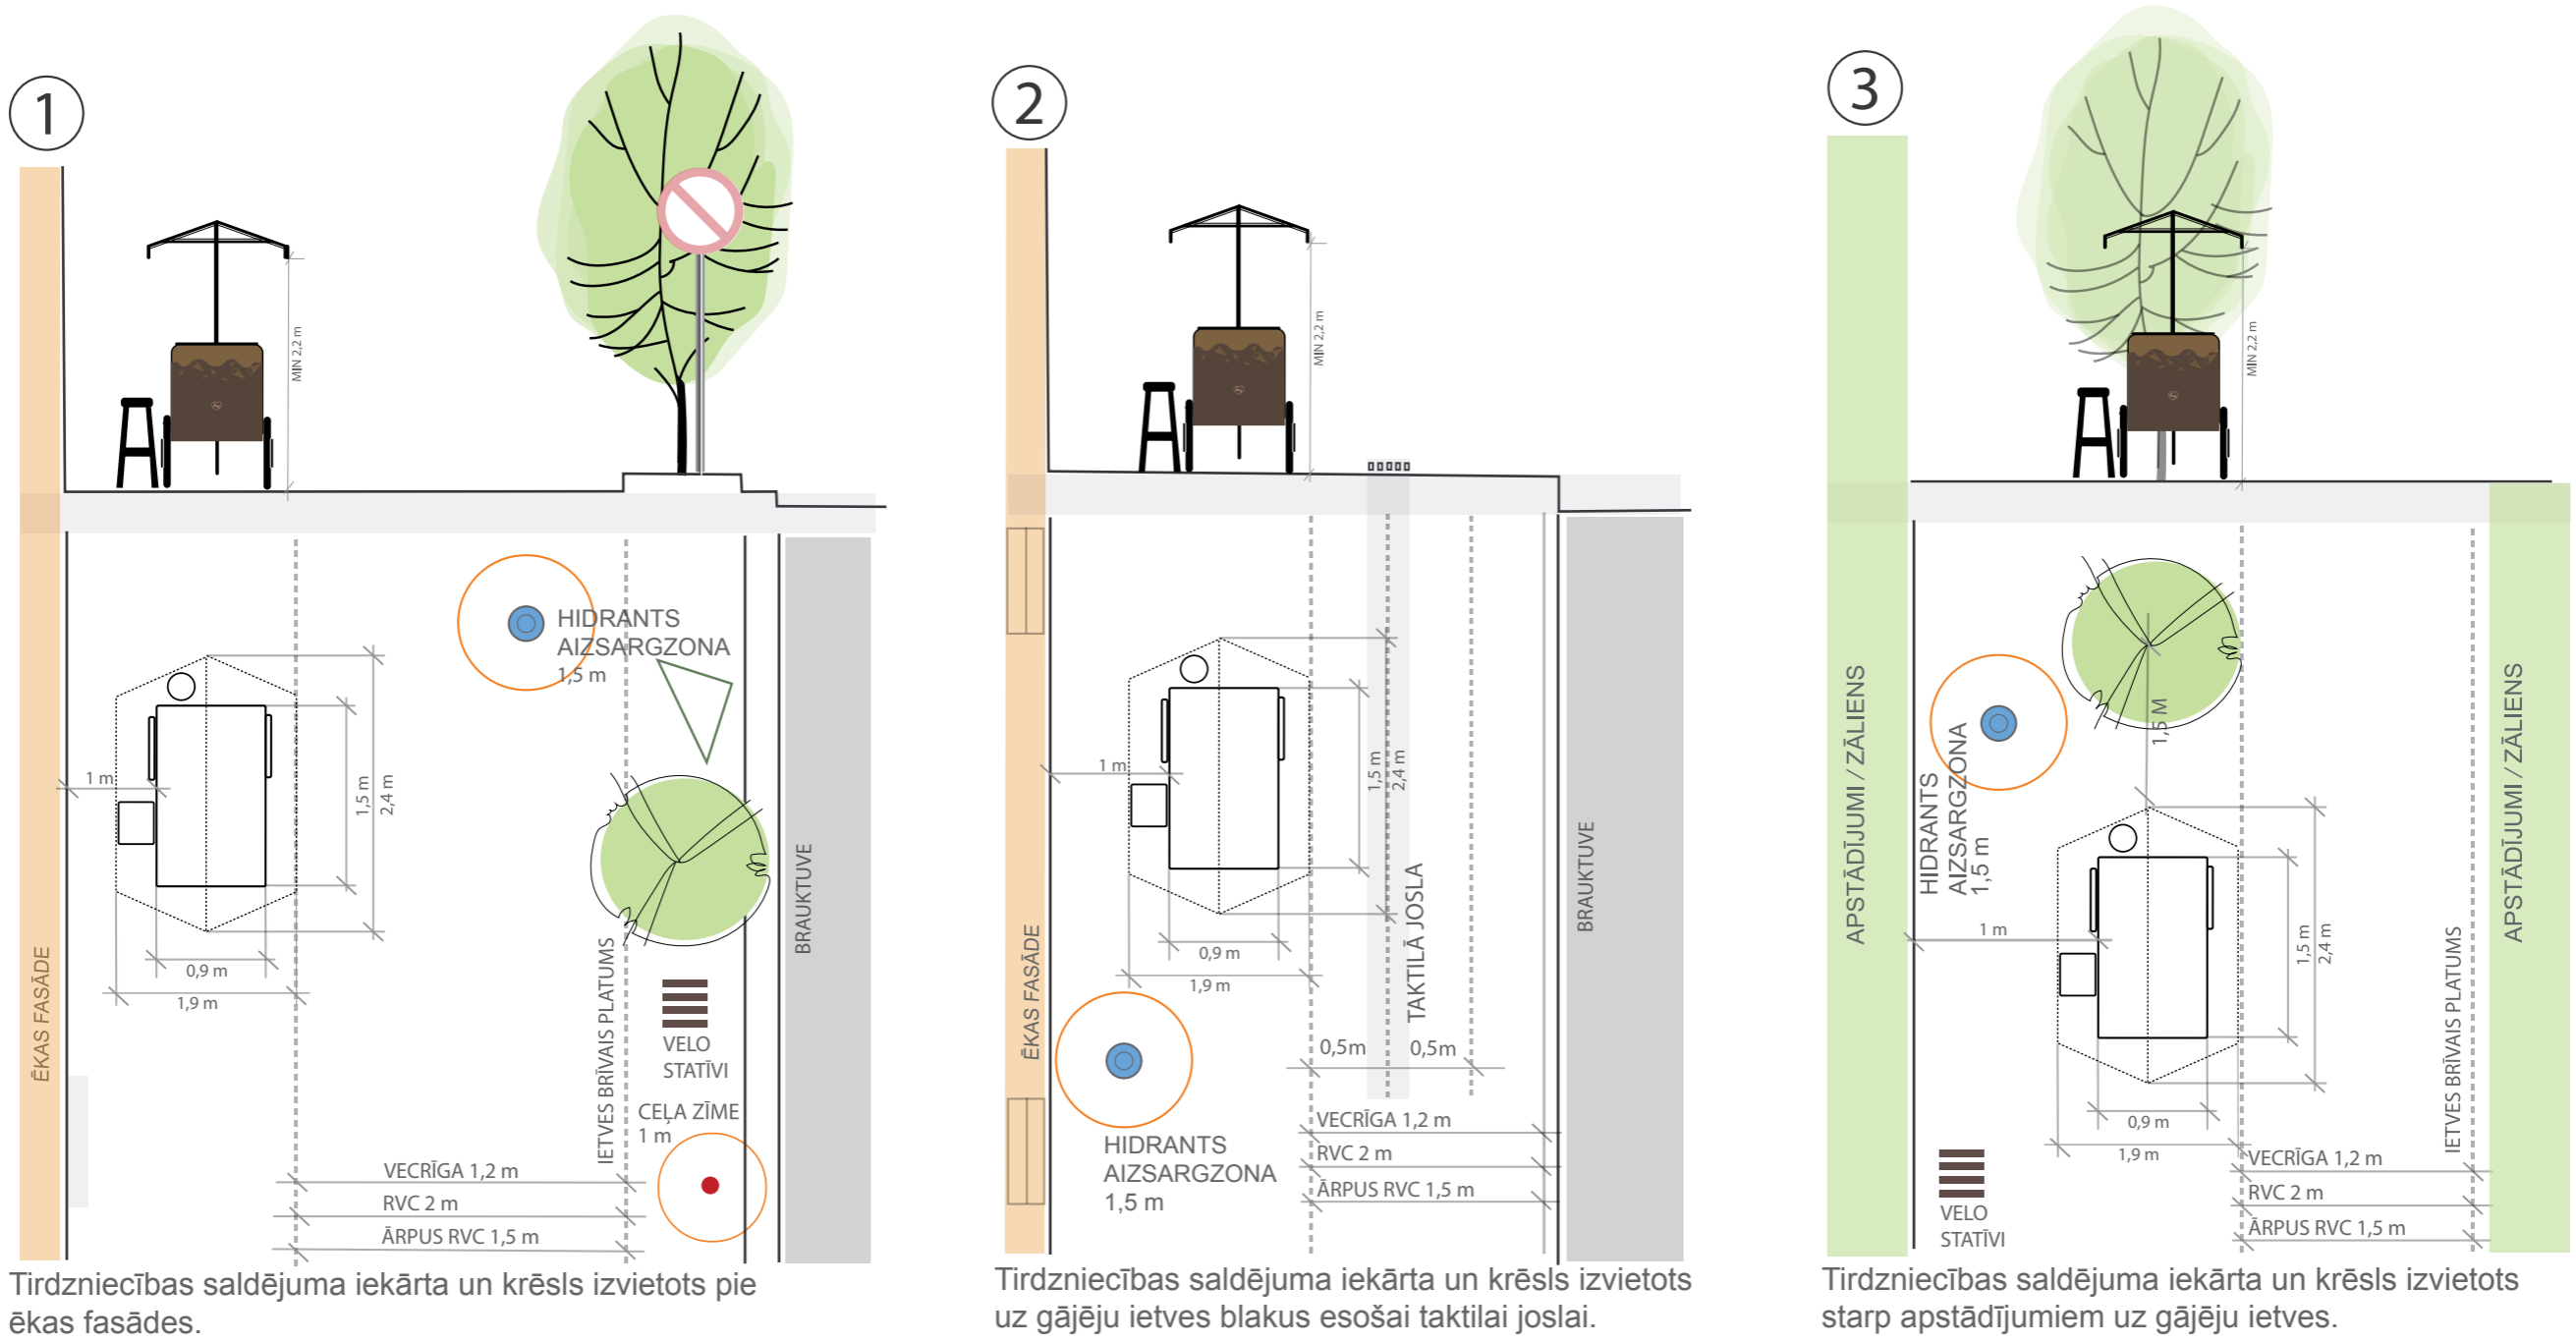 1
MIN 2,2 m
HIDRANTS
AIZSARGZONA
1,5 m
1 m
1,5 m
2,4 m
0,9 m
1,9 m
ĒKAS FASĀDE
IETVES BRĪVAIS PLATUMS
BRAUKTUVE
VELO
STATĪVI
CEĻA ZĪME
1 m
VECRĪGA 1,2 m
RVC 2 m
ĀRPUS RVC 1,5 m
Tirdzniecības saldējuma iekārta un krēsls izvietots pie
ēkas fasādes.
2
MIN 2,2 m
1 m
1,5 m
2,4 m
0,9 m
1,9 m
ĒKAS FASĀDE
TAKTILĀ JOSLA
BRAUKTUVE
0,5m
0,5m
HIDRANTS
AIZSARGZONA
1,5 m
VECRĪGA 1,2 m
RVC 2 m
ĀRPUS RVC 1,5 m
Tirdzniecības saldējuma iekārta un krēsls izvietots
uz gājēju ietves blakus esošai taktilai joslai.
3
MIN 2,2 m
APSTĀDĪJUMI / ZĀLIENS
HIDRANTS
AIZSARGZONA
1,5 m
1,5 M
1 m
1,5 m
2,4 m
0,9 m
1,9 m
IETVES BRĪVAIS PLATUMS
APSTĀDĪJUMI / ZĀLIENS
VELO
STATĪVI
VECRĪGA 1,2 m
RVC 2 m
ĀRPUS RVC 1,5 m
Tirdzniecības saldējuma iekārta un krēsls izvietots
starp apstādījumiem uz gājēju ietves.